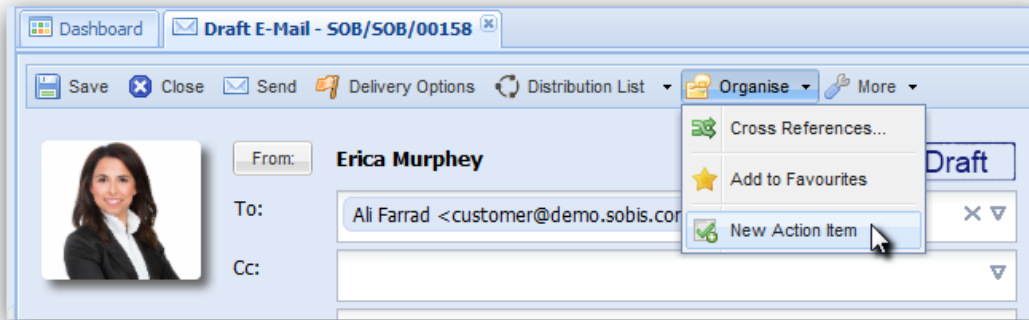 Dashboard Draft E-Mail - SOB/SOB/00158
Save Close Send Delivery Options Distribution List Organise More
Cross References...
From: Erica Murphey Draft
Add to Favourites
To: Ali Farrad <customer@demo.sobis.com
New Action Item
Cc: